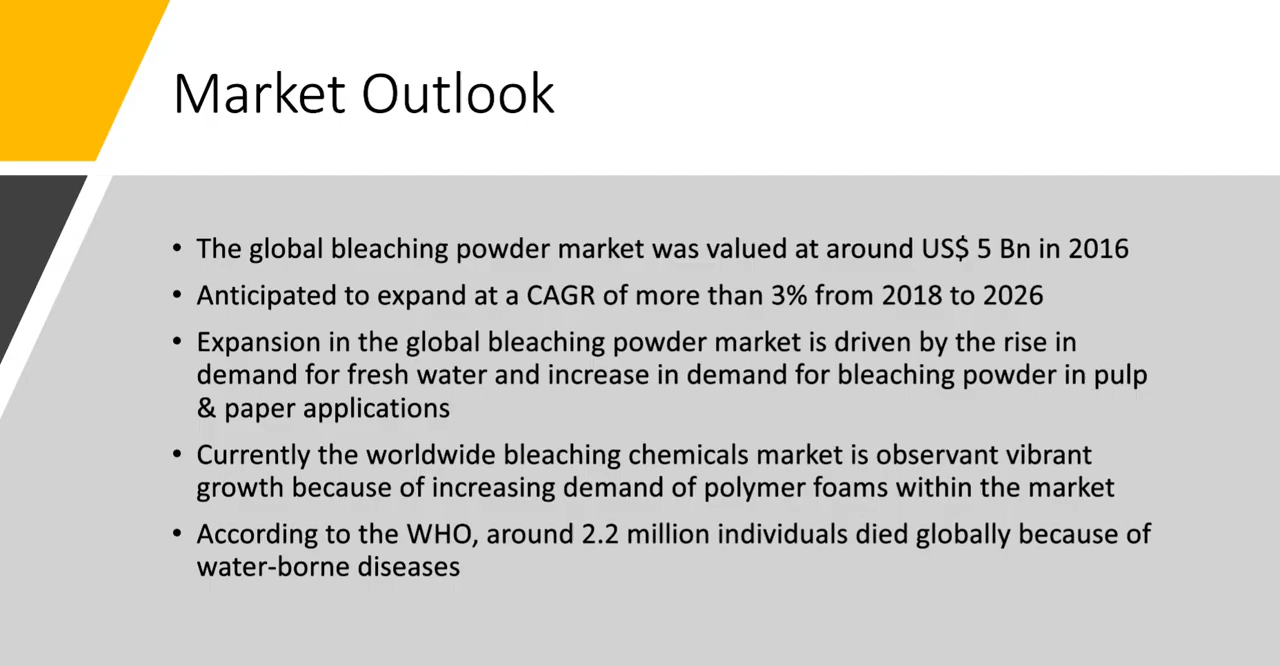 Market Outlook
• The global bleaching powder market was valued at around US$ 5 Bn in 2016
• Anticipated to expand at a CAGR of more than 3% from 2018 to 2026
• Expansion in the global bleaching powder market is driven by the rise in
demand for fresh water and increase in demand for bleaching powder in pulp
& paper applications
• Currently the worldwide bleaching chemicals market is observant vibrant
growth because of increasing demand of polymer foams within the market
• According to the WHO, around 2.2 million individuals died globally because of
water-borne diseases